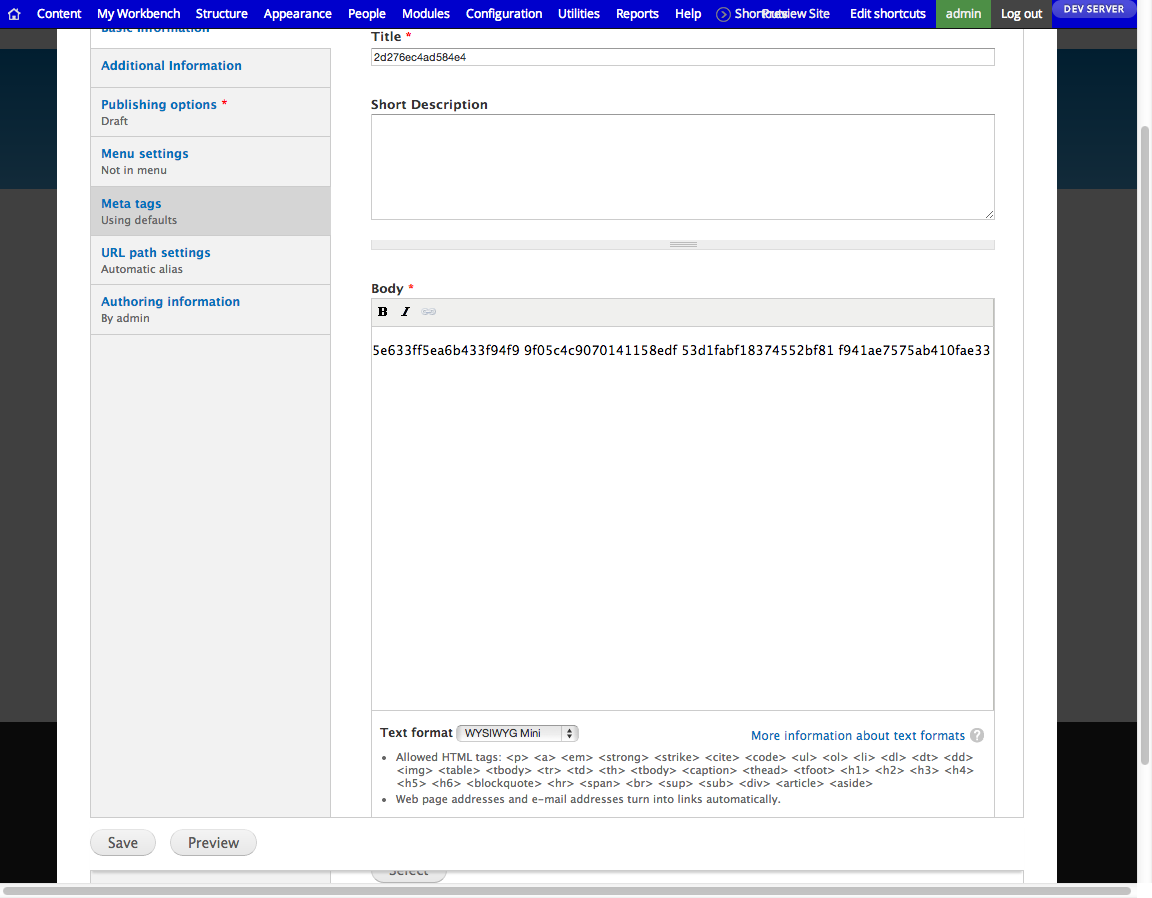 Content My Workbench Structure Appearance People Modules Configuration Utilities Reports Help Shortcuts Preview Site Edit shortcuts admin Log out DEV SERVER
Basic information
Additional Information
Publishing options *
Draft
Menu settings
Not in menu
Meta tags
Using defaults
URL path settings
Automatic alias
Authoring information
By admin
Title *
2d276ec4ad584e4
Short Description
Body *
B I
5e633ff5ea6b433f94f9 9f05c4c9070141158edf 53d1fabf18374552bf81 f941ae7575ab410fae33
Text format WYSIWYG Mini More information about text formats ?
• Allowed HTML tags: <p> <a> <em> <strong> <strike> <cite> <code> <ul> <ol> <li> <dl> <dt> <dd>
<img> <table> <tbody> <tr> <td> <th> <tbody> <caption> <thead> <tfoot> <h1> <h2> <h3> <h4>
<h5> <h6> <blockquote> <hr> <span> <br> <sup> <sub> <div> <article> <aside>
• Web page addresses and e-mail addresses turn into links automatically.
Save Preview
Select